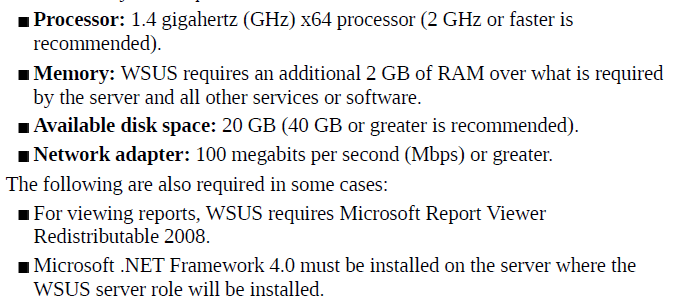 ■ Processor: 1.4 gigahertz (GHz) x64 processor (2 GHz or faster is
recommended).
■ Memory: WSUS requires an additional 2 GB of RAM over what is required
by the server and all other services or software.
■ Available disk space: 20 GB (40 GB or greater is recommended).
■ Network adapter: 100 megabits per second (Mbps) or greater.
The following are also required in some cases:
■ For viewing reports, WSUS requires Microsoft Report Viewer
Redistributable 2008.
■ Microsoft .NET Framework 4.0 must be installed on the server where the
WSUS server role will be installed.